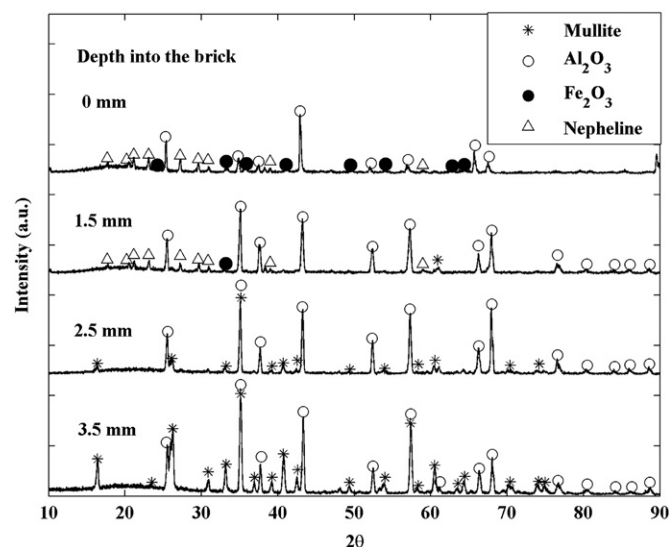 Depth into the brick
0 mm
1.5 mm
2.5 mm
3.5 mm
Mullite
Al₂O₃
Fe₂O₃
Nepheline
Intensity (a.u.)
10 20 30 40 50 60 70 80 90
2θ